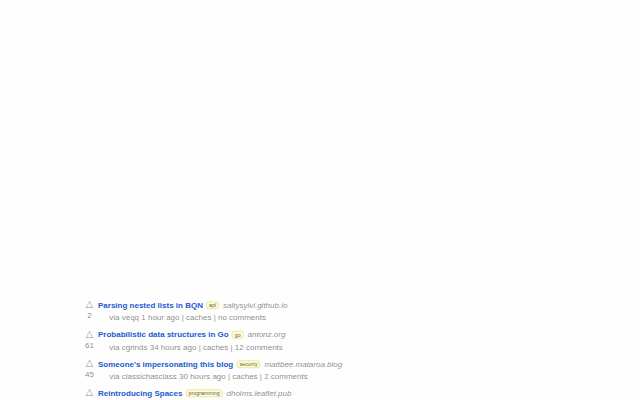 Parsing nested lists in BQN apl saltysylvi.github.io
2 via veqq 1 hour ago | caches | no comments
Probabilistic data structures in Go go antonz.org
61 via cgrinds 34 hours ago | caches | 12 comments
Someone's impersonating this blog security mattbee.mataroa.blog
45 via classichasclass 30 hours ago | caches | 2 comments
Reintroducing Spaces programming dholms.leaflet.pub